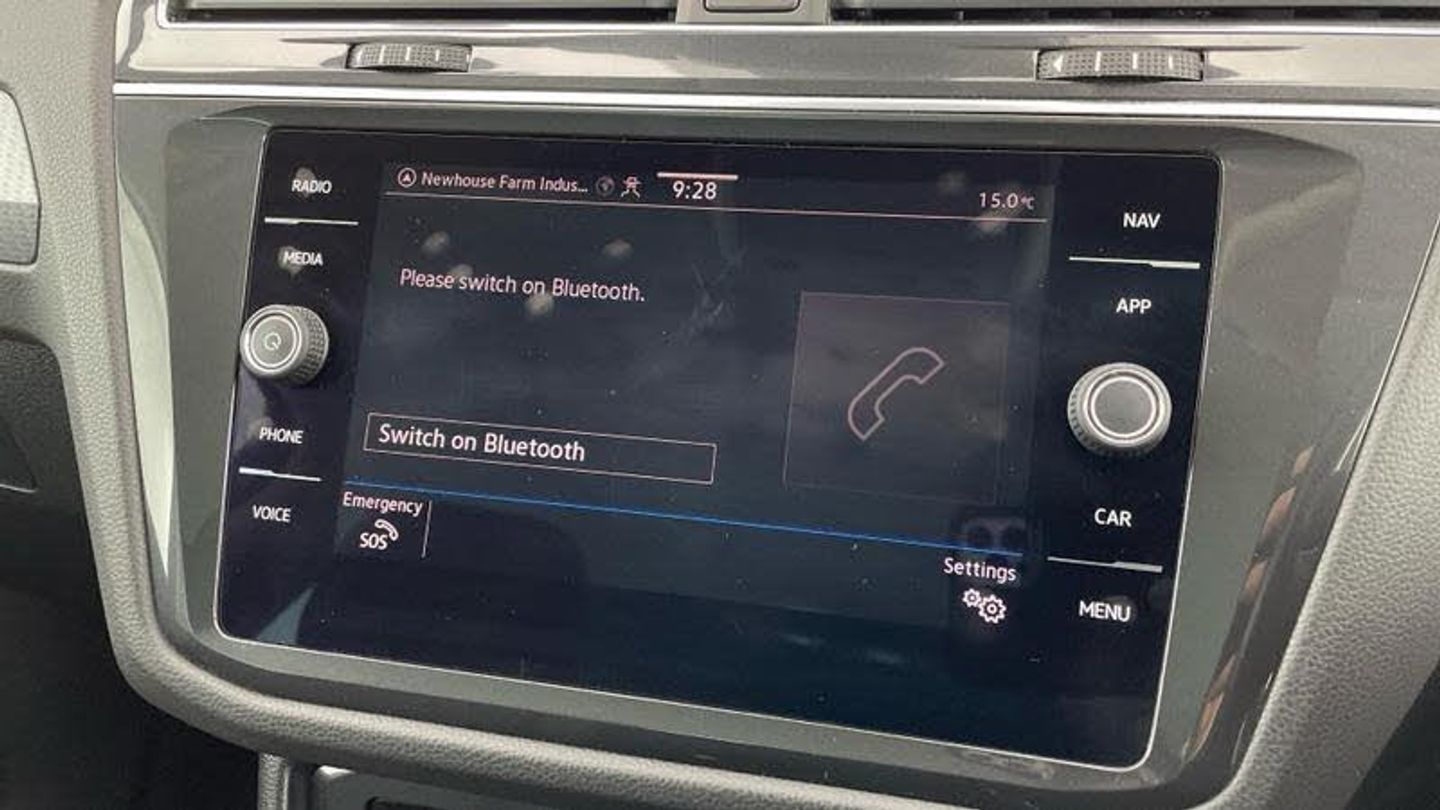 RADIO
MEDIA
PHONE
VOICE
Newhouse Farm Indus... 9:28 15.0°C
Please switch on Bluetooth.
Switch on Bluetooth
Emergency
SOS
Settings
NAV
APP
CAR
MENU